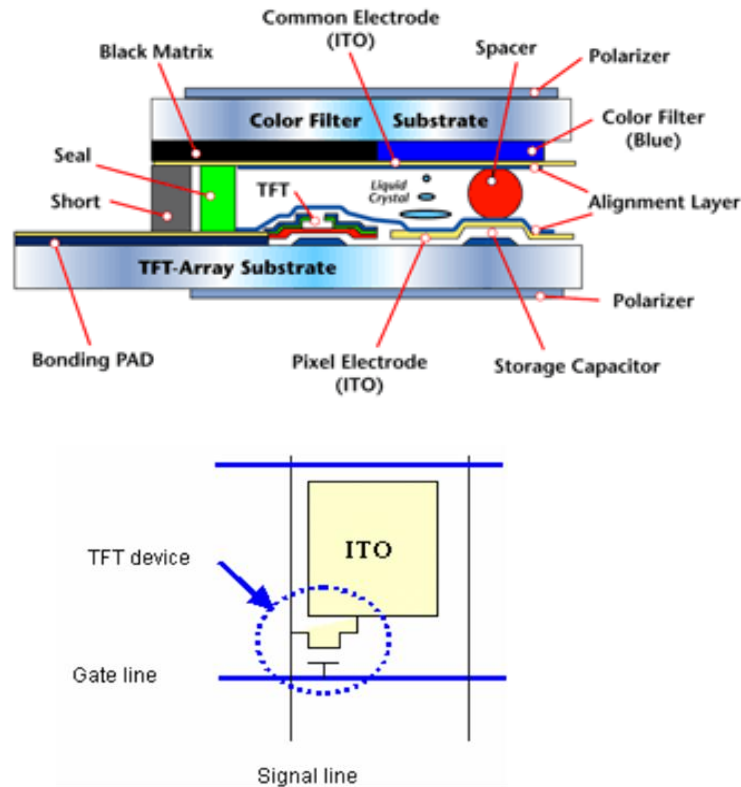 Common Electrode
(ITO)
Spacer
Black Matrix
Polarizer
Color Filter Substrate
Color Filter
(Blue)
Seal
TFT
Liquid
Crystal
Short
Alignment Layer
TFT-Array Substrate
Polarizer
Bonding PAD
Pixel Electrode
(ITO)
Storage Capacitor
ITO
TFT device
Gate line
Signal line